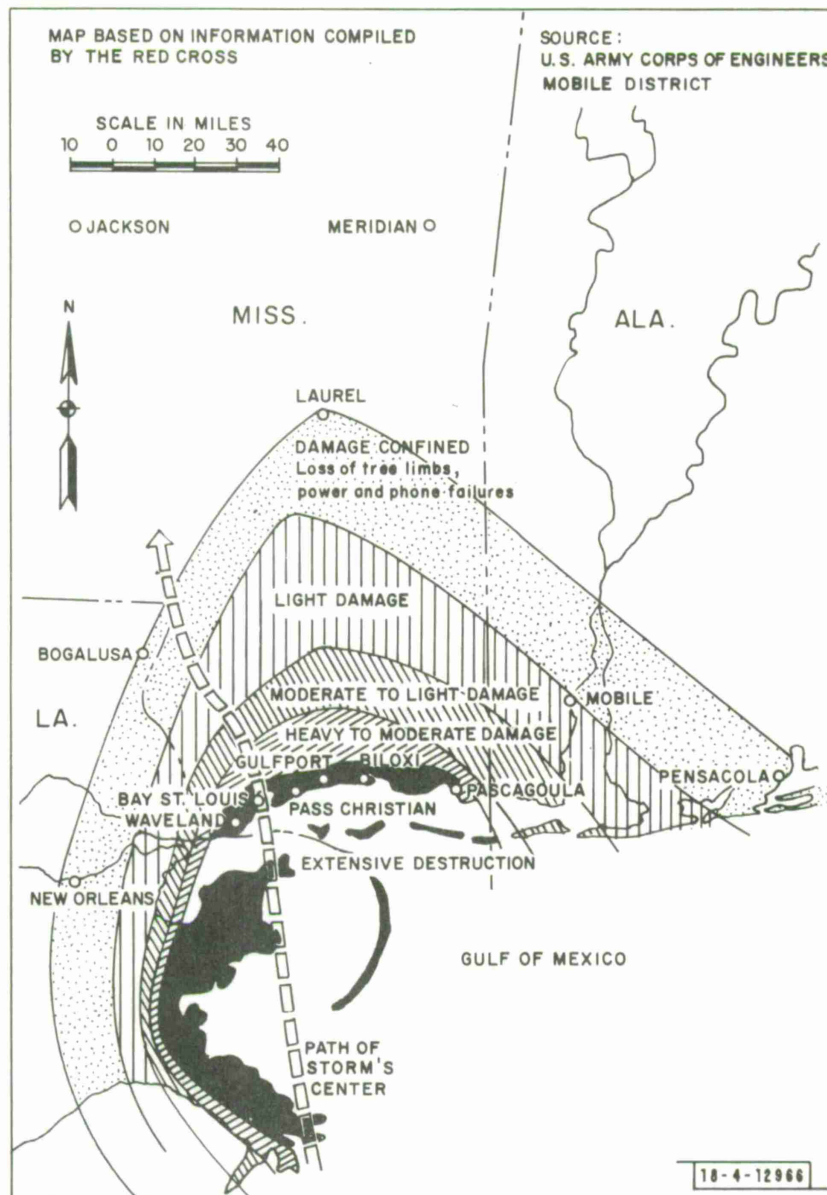 MAP BASED ON INFORMATION COMPILED
BY THE RED CROSS
SOURCE:
U.S. ARMY CORPS OF ENGINEERS
MOBILE DISTRICT
SCALE IN MILES
10 0 10 20 30 40
JACKSON
MERIDIAN
N
MISS.
ALA.
LAUREL
DAMAGE CONFINED
Loss of tree limbs,
power and phone failures
LIGHT DAMAGE
BOGALUSA
MODERATE TO LIGHT DAMAGE
MOBILE
LA.
HEAVY TO MODERATE DAMAGE
GULFPORT
BILOXI
PENSACOLA
BAY ST. LOUIS
PASS CHRISTIAN
PASCAGOULA
WAVELAND
EXTENSIVE DESTRUCTION
NEW ORLEANS
GULF OF MEXICO
PATH OF
STORM'S
CENTER
18-4-12966